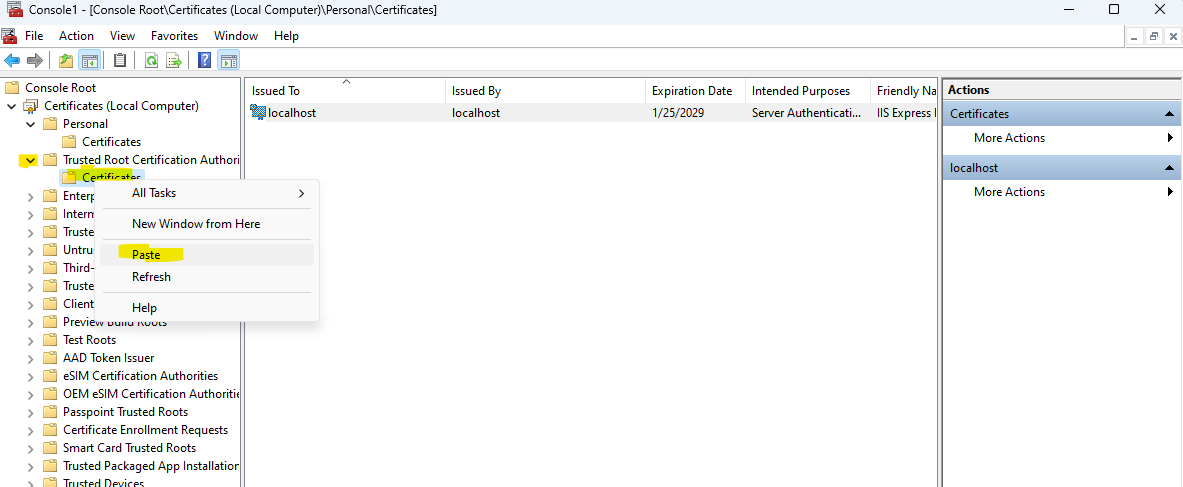 Console1 - [Console Root\Certificates (Local Computer)\Personal\Certificates]
File Action View Favorites Window Help
Console Root
Certificates (Local Computer)
Personal
Certificates
Trusted Root Certification Authori
Certificates
Enterp
Interm
Truste
Untrus
Third-
Truste
Client
Preview Build Roots
Test Roots
AAD Token Issuer
eSIM Certification Authorities
OEM eSIM Certification Authoritie
Passpoint Trusted Roots
Certificate Enrollment Requests
Smart Card Trusted Roots
Trusted Packaged App Installation
Trusted Devices
All Tasks
New Window from Here
Paste
Refresh
Help
Issued To Issued By Expiration Date Intended Purposes Friendly Na
localhost localhost 1/25/2029 Server Authenticati... IIS Express
Actions
Certificates
More Actions
localhost
More Actions